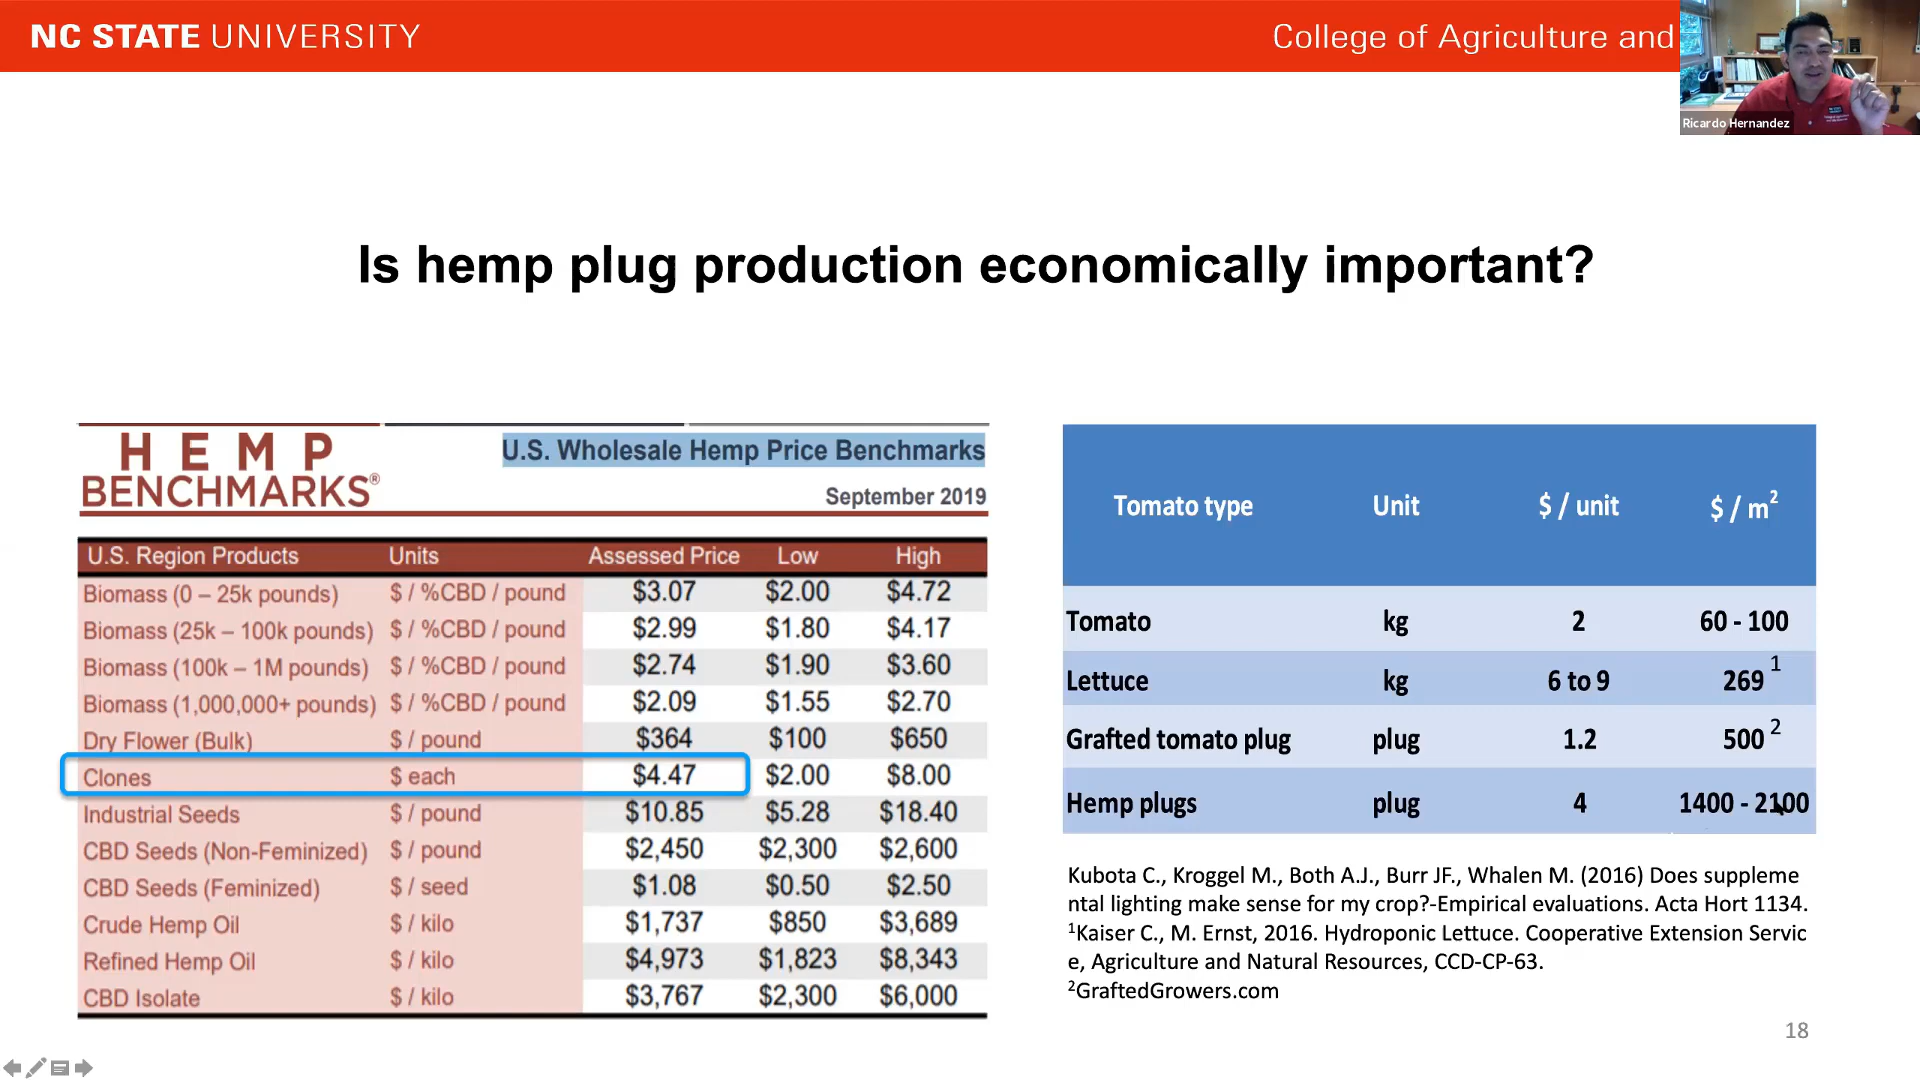 NC STATE UNIVERSITY
College of Agriculture and
Ricardo Hernandez
Is hemp plug production economically important?
HEMP
BENCHMARKS®
U.S. Wholesale Hemp Price Benchmarks
September 2019
U.S. Region Products Units Assessed Price Low High
Biomass (0 – 25k pounds) $ / %CBD / pound $3.07 $2.00 $4.72
Biomass (25k – 100k pounds) $ / %CBD / pound $2.99 $1.80 $4.17
Biomass (100k – 1M pounds) $ / %CBD / pound $2.74 $1.90 $3.60
Biomass (1,000,000+ pounds) $ / %CBD / pound $2.09 $1.55 $2.70
Dry Flower (Bulk) $ / pound $364 $100 $650
Clones $ each $4.47 $2.00 $8.00
Industrial Seeds $ / pound $10.85 $5.28 $18.40
CBD Seeds (Non-Feminized) $ / pound $2,450 $2,300 $2,600
CBD Seeds (Feminized) $ / seed $1.08 $0.50 $2.50
Crude Hemp Oil $ / kilo $1,737 $850 $3,689
Refined Hemp Oil $ / kilo $4,973 $1,823 $8,343
CBD Isolate $ / kilo $3,767 $2,300 $6,000
Tomato type Unit $ / unit $ / m²
Tomato kg 2 60 - 100
Lettuce kg 6 to 9 269 ¹
Grafted tomato plug plug 1.2 500 ²
Hemp plugs plug 4 1400 - 2100
Kubota C., Kroggel M., Both A.J., Burr JF., Whalen M. (2016) Does suppleme
ntal lighting make sense for my crop?-Empirical evaluations. Acta Hort 1134.
¹Kaiser C., M. Ernst, 2016. Hydroponic Lettuce. Cooperative Extension Servic
e, Agriculture and Natural Resources, CCD-CP-63.
²GraftedGrowers.com
18